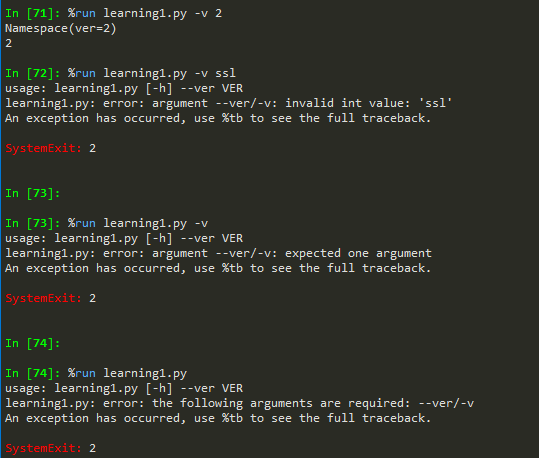 In [71]: %run learning1.py -v 2
Namespace(ver=2)
2
In [72]: %run learning1.py -v ssl
usage: learning1.py [-h] --ver VER
learning1.py: error: argument --ver/-v: invalid int value: 'ssl'
An exception has occurred, use %tb to see the full traceback.
SystemExit: 2
In [73]:
In [73]: %run learning1.py -v
usage: learning1.py [-h] --ver VER
learning1.py: error: argument --ver/-v: expected one argument
An exception has occurred, use %tb to see the full traceback.
SystemExit: 2
In [74]:
In [74]: %run learning1.py
usage: learning1.py [-h] --ver VER
learning1.py: error: the following arguments are required: --ver/-v
An exception has occurred, use %tb to see the full traceback.
SystemExit: 2